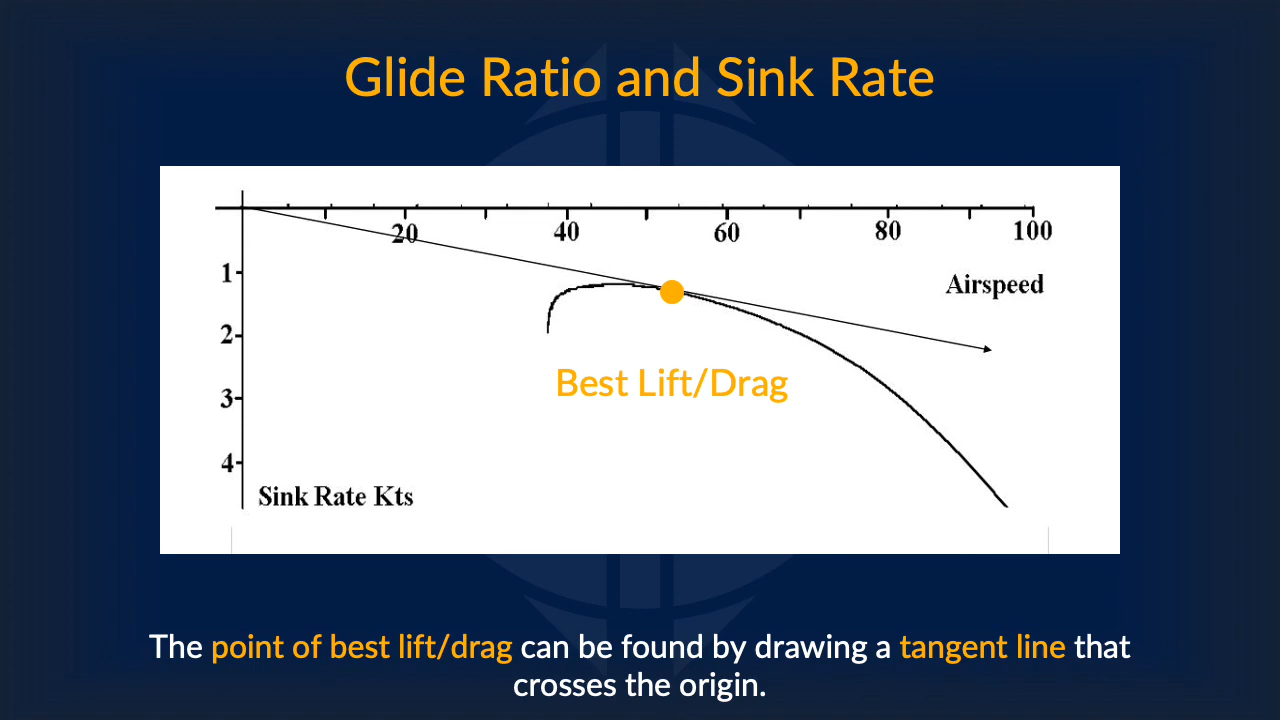 Glide Ratio and Sink Rate
20 40 60 80 100
1
Airspeed
2
Best Lift/Drag
3
4
Sink Rate Kts
The point of best lift/drag can be found by drawing a tangent line that
crosses the origin.